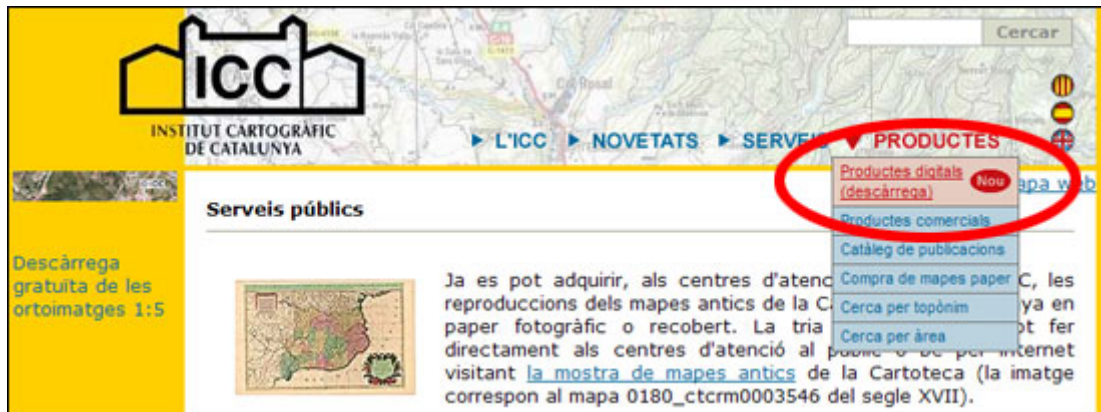 Cercar
ICC
INSTITUT CARTOGRÀFIC
DE CATALUNYA
► L'ICC ► NOVETATS ► SERVEIS ▼ PRODUCTES
Productes digitals
(descàrrega)
Nou
apa web
Productes comercials
Catàleg de publicacions
Compra de mapes paper
Cerca per topònim
Cerca per àrea
Serveis públics
Descàrrega
gratuïta de les
ortoimatges 1:5
Ja es pot adquirir, als centres d'atenc C, les
reproduccions dels mapes antics de la Ca ya en
paper fotogràfic o recobert. La tria ot fer
directament als centres d'atenció al públic o bé per Internet
visitant la mostra de mapes antics de la Cartoteca (la imatge
correspon al mapa 0180_ctcrm0003546 del segle XVII).